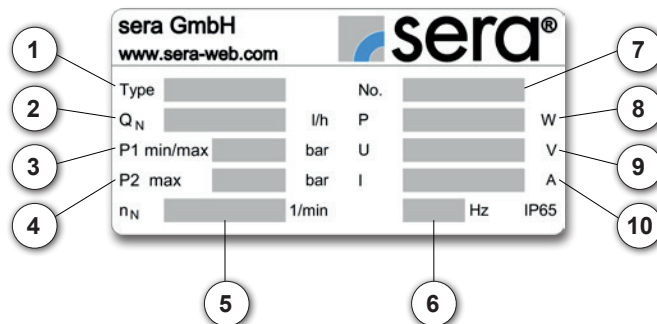 sera GmbH
www.sera-web.com
sera®
1
Type
No.
7
2
Q N
l/h
P
W
8
3
P1 min/max
bar
U
V
9
4
P2 max
bar
I
A
10
nN
1/min
Hz
IP65
5
6